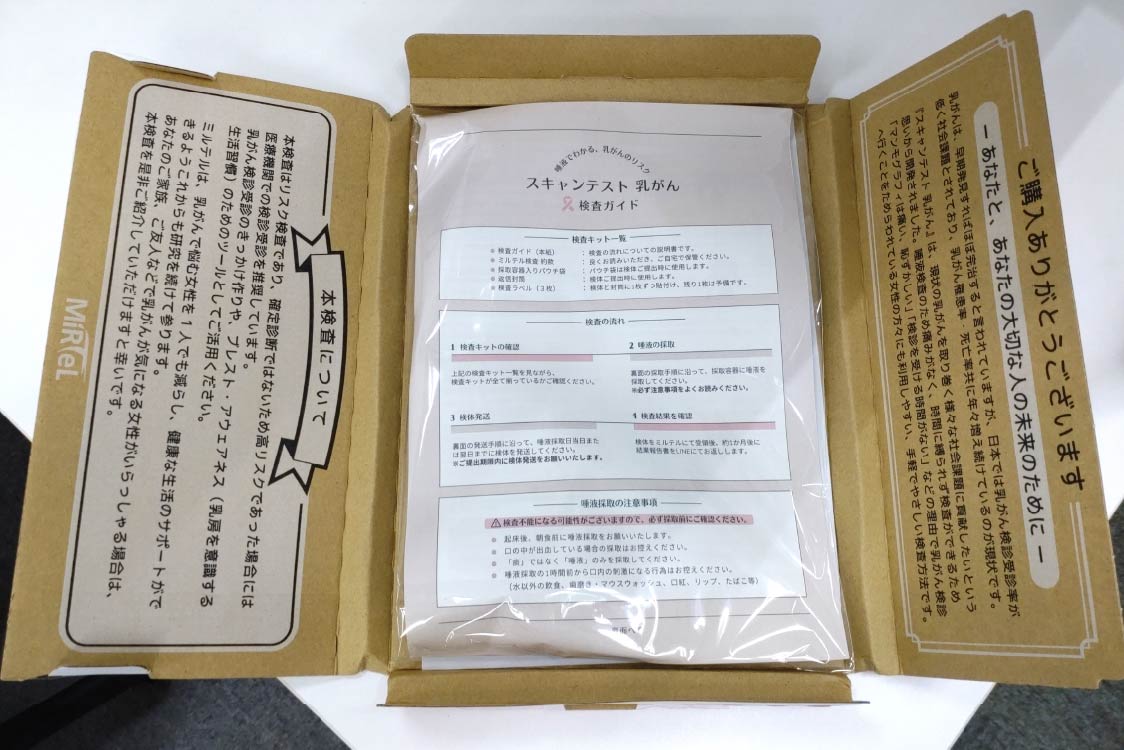 本検査について
本検査はリスク検査であり、確定診断ではないため高リスクであった場合には
医療機関での検診受診を推奨しています。
乳がん検診受診のきっかけ作りや、ブレスト・アウェアネス（乳房を意識する
生活習慣）のためのツールとしてご活用ください。
ミルテルは、乳がんで悩む女性を１人でも減らし、健康な生活のサポートがで
きるようこれからも研究を続けて参ります。
あなたのご家族、ご友人などで乳がんが気になる女性がいらっしゃる場合は、
本検査を是非ご紹介していただけますと幸いです。
MiRTeL
唾液でわかる、乳がんのリスク
スキャンテスト 乳がん
検査ガイド
検査キット一覧
検査ガイド（本紙）：検査の流れについての説明書です。
ミルテル検査 約款：良くお読みいただき、ご自宅で保管ください。
採取容器入りパウチ袋：パウチ袋は検体ご提出時に使用します。
返信封筒：検体ご提出時に使用します。
検査ラベル（３枚）：検体と封筒に1枚ずつ貼付け、残り1枚は予備です。
検査の流れ
1 検査キットの確認
上記の検査キット一覧を見ながら、
検査キットが全て揃っているかご確認ください。
2 唾液の採取
裏面の採取手順に沿って、採取容器に唾液を
採取してください。
※必ず注意事項をよくお読みください。
3 検体発送
裏面の発送手順に沿って、唾液採取日当日また
は翌日までに検体を発送してください。
※ご提出期限内に検体発送をお願いいたします。
4 検査結果を確認
検体をミルテルにて受領後、約1か月後に
結果報告書をLINEにてお返しします。
唾液採取の注意事項
検査不能になる可能性がございますので、必ず採取前にご確認ください。
起床後、朝食前に唾液採取をお願いいたします。
口の中が出血している場合の採取はお控えください。
「痰」ではなく「唾液」のみを採取してください。
唾液採取の1時間前から口内の刺激になる行為はお控えください。
（水以外の飲食、歯磨き・マウスウォッシュ、口紅、リップ、たばこ等）
裏面へ
ご購入ありがとうございます
― あなたと、あなたの大切な人の未来のために ―
乳がんは、早期発見すればほぼ完治すると言われていますが、日本では乳がん検診受診率が
低く社会課題とされており、乳がん罹患率・死亡率共に年々増え続けているのが現状です。
『スキャンテスト 乳がん』は、現状の乳がんを取り巻く様々な社会課題に貢献したいという
思いから開発されました。唾液検査のため痛みがなく、時間に縛られず検査ができるため
「マンモグラフィは痛い、恥ずかしい」「検診を受ける時間がない」などの理由で乳がん検診
へ行くことをためらわれている女性の方々にも利用しやすい、手軽でやさしい検査方法です。